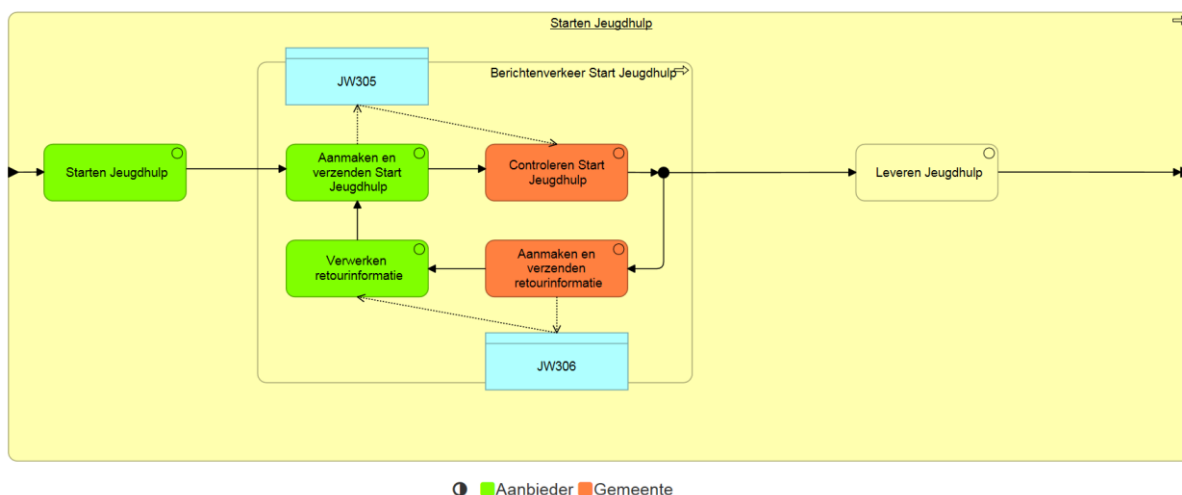 Starten Jeugdhulp
JW305
Berichtenverkeer Start Jeugdhulp
Starten Jeugdhulp
Aanmaken en
verzenden Start
Jeugdhulp
Controleren Start
Jeugdhulp
Leveren Jeugdhulp
Verwerken
retourinformatie
Aanmaken en
verzenden
retourinformatie
JW306
Aanbieder
Gemeente